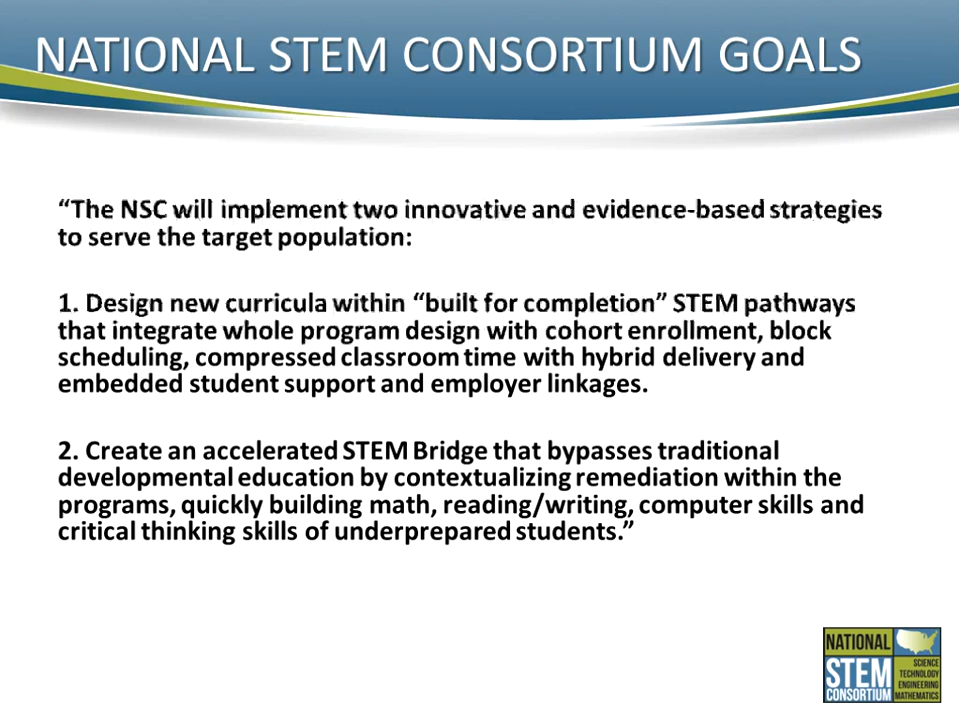 NATIONAL STEM CONSORTIUM GOALS
“The NSC will implement two innovative and evidence-based strategies
to serve the target population:
1. Design new curricula within “built for completion” STEM pathways
that integrate whole program design with cohort enrollment, block
scheduling, compressed classroom time with hybrid delivery and
embedded student support and employer linkages.
2. Create an accelerated STEM Bridge that bypasses traditional
developmental education by contextualizing remediation within the
programs, quickly building math, reading/writing, computer skills and
critical thinking skills of underprepared students.”
NATIONAL
STEM
CONSORTIUM
SCIENCE
TECHNOLOGY
ENGINEERING
MATHEMATICS